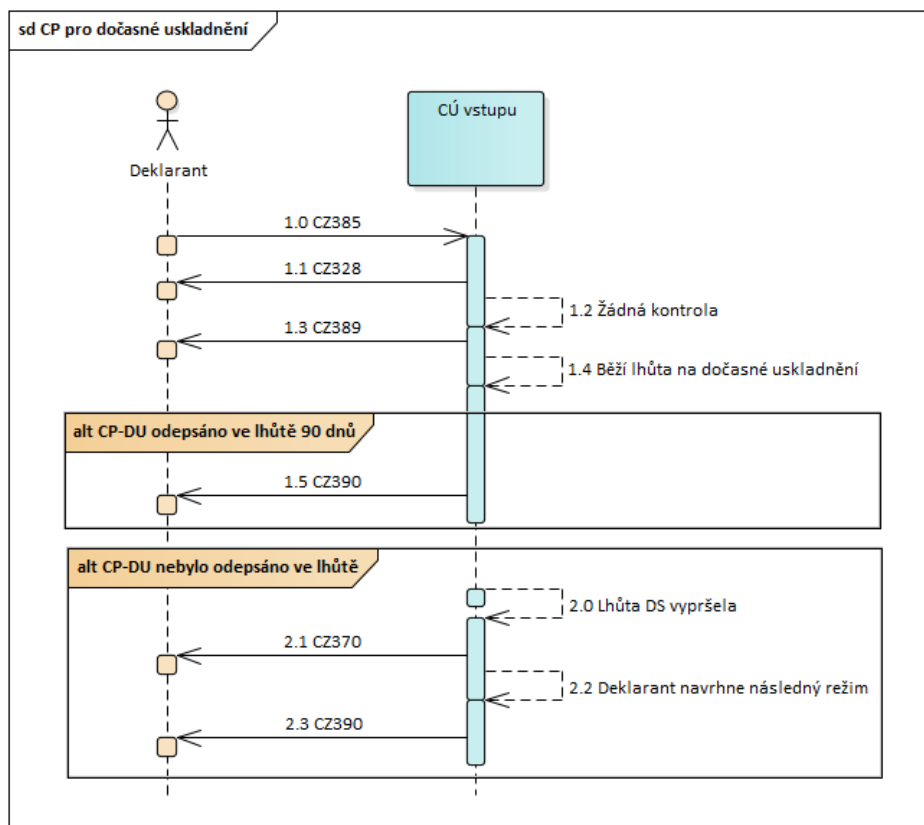 sd CP pro dočasné uskladnění
CÚ vstupu
Deklarant
1.0 CZ385
1.1 CZ328
1.2 Žádná kontrola
1.3 CZ389
1.4 Běží lhůta na dočasné uskladnění
alt CP-DU odepsáno ve lhůtě 90 dnů
1.5 CZ390
alt CP-DU nebylo odepsáno ve lhůtě
2.0 Lhůta DS vypršela
2.1 CZ370
2.2 Deklarant navrhne následný režim
2.3 CZ390